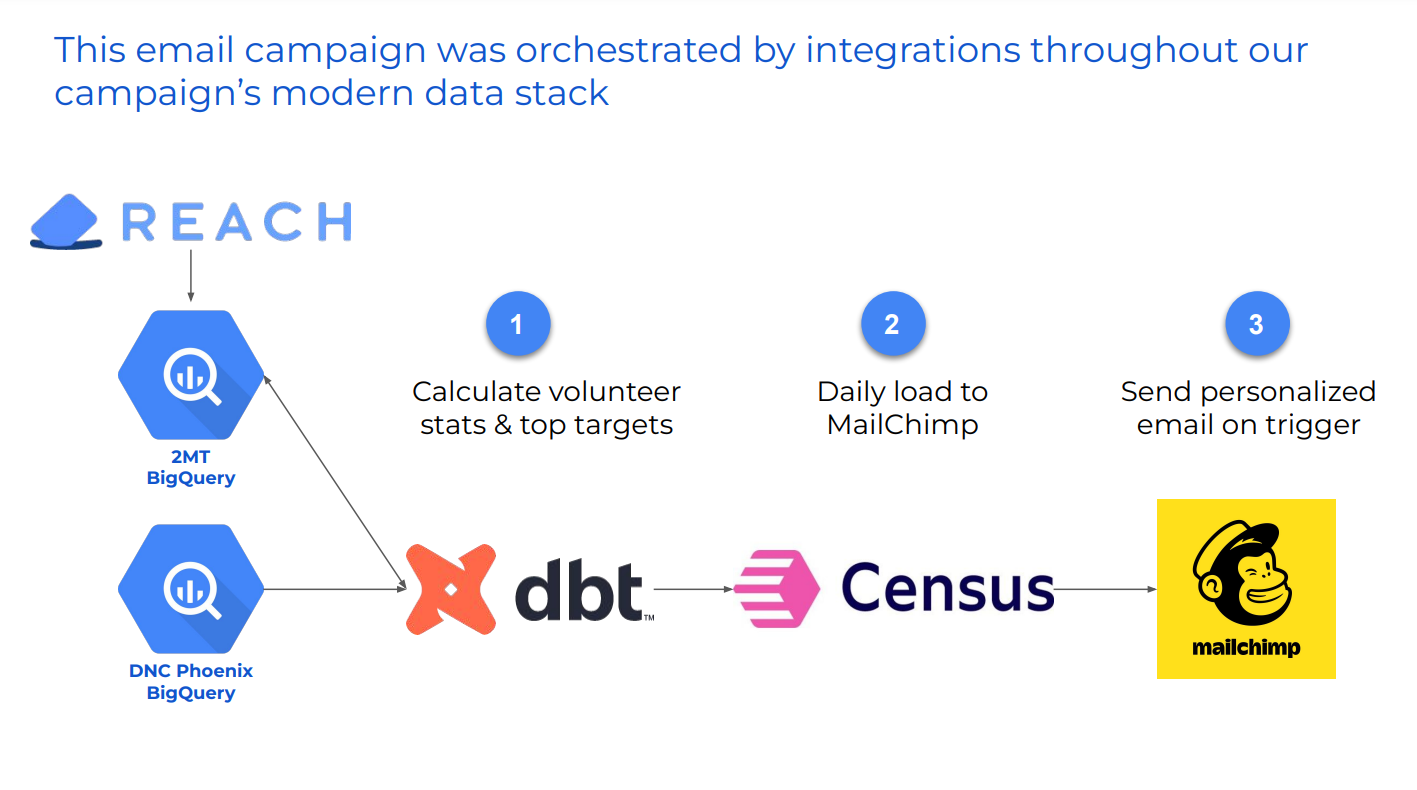 This email campaign was orchestrated by integrations throughout our
campaign’s modern data stack
REACH
2MT
BigQuery
DNC Phoenix
BigQuery
1
Calculate volunteer
stats & top targets
dbt™
2
Daily load to
MailChimp
Census
3
Send personalized
email on trigger
mailchimp